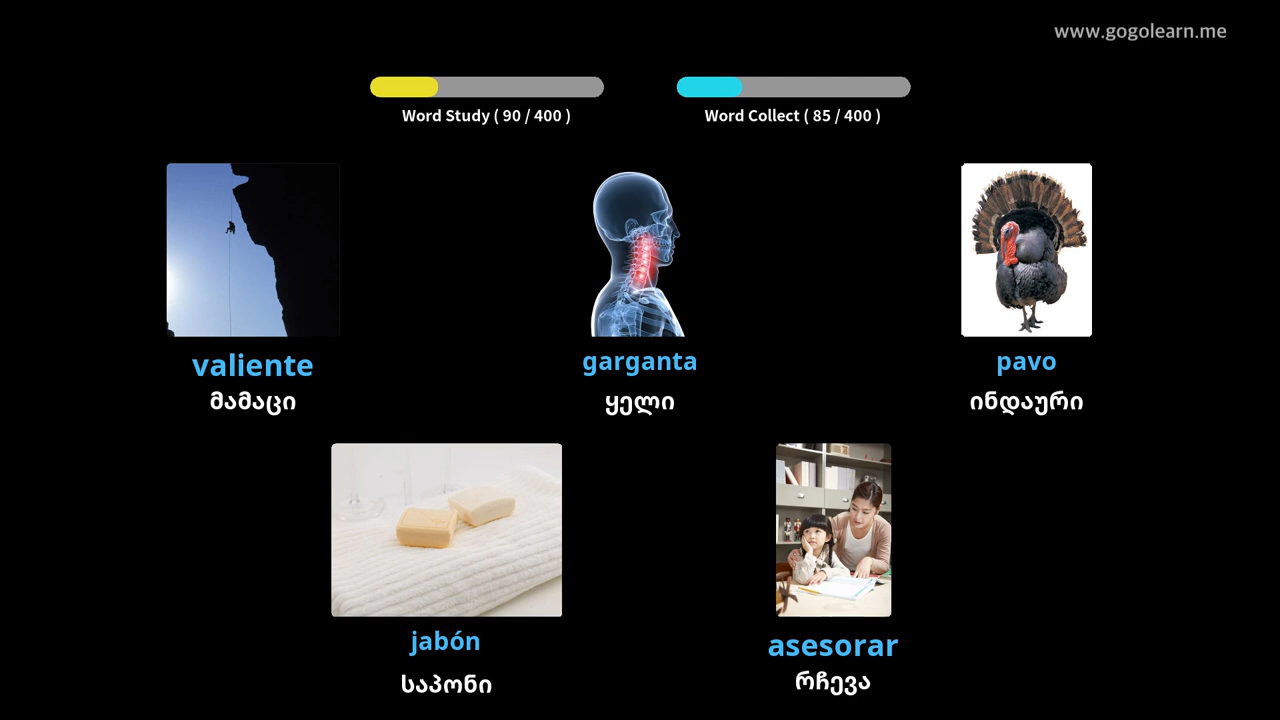 www.gogolearn.me
Word Study ( 90 / 400 )
Word Collect ( 85 / 400 )
valiente
მამაცი
garganta
ყელი
pavo
ინდაური
jabón
საპონი
asesorar
რჩევა